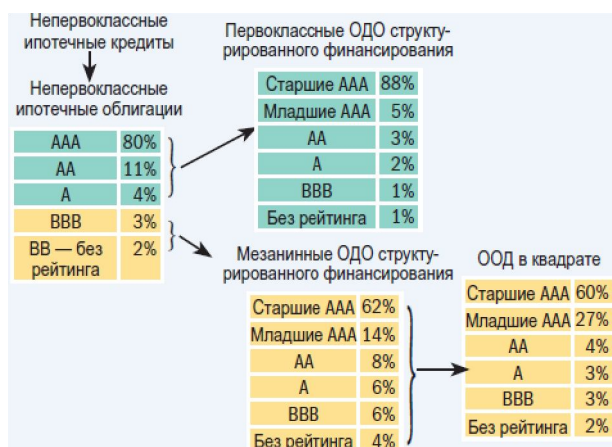 Непервоклассные
ипотечные кредиты
Непервоклассные
ипотечные облигации
AAA 80%
AA 11%
A 4%
BBB 3%
BB — без
рейтинга 2%
Первоклассные ОДО структу-
рированного финансирования
Старшие AAA 88%
Младшие AAA 5%
AA 3%
A 2%
BBB 1%
Без рейтинга 1%
Мезанинные ОДО структу-
рированного финансирования
Старшие AAA 62%
Младшие AAA 14%
AA 8%
A 6%
BBB 6%
Без рейтинга 4%
ООД в квадрате
Старшие AAA 60%
Младшие AAA 27%
AA 4%
A 3%
BBB 3%
Без рейтинга 2%